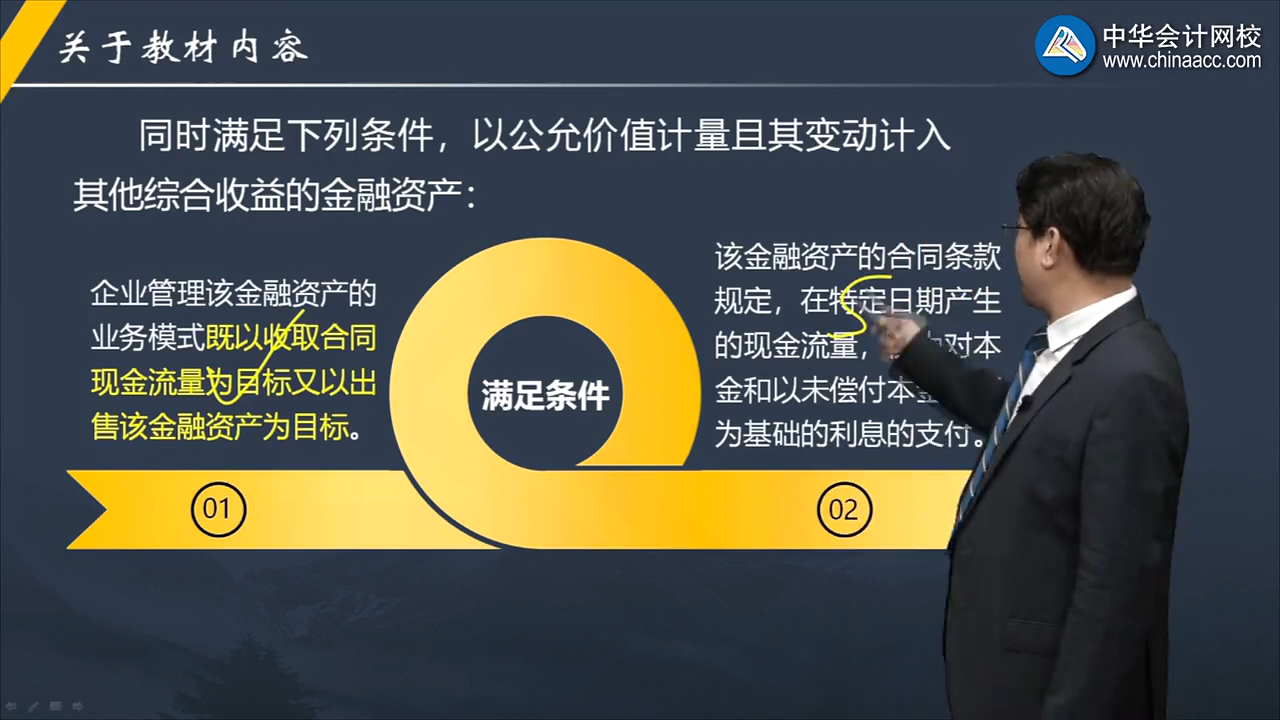 关于教材内容
中华会计网校
www.chinaacc.com
同时满足下列条件，以公允价值计量且其变动计入
其他综合收益的金融资产：
企业管理该金融资产的
业务模式既以收取合同
现金流量为目标又以出
售该金融资产为目标。
满足条件
该金融资产的合同条款
规定，在特定日期产生
的现金流量，对本
金和以未偿付本金
为基础的利息的支付。
01
02